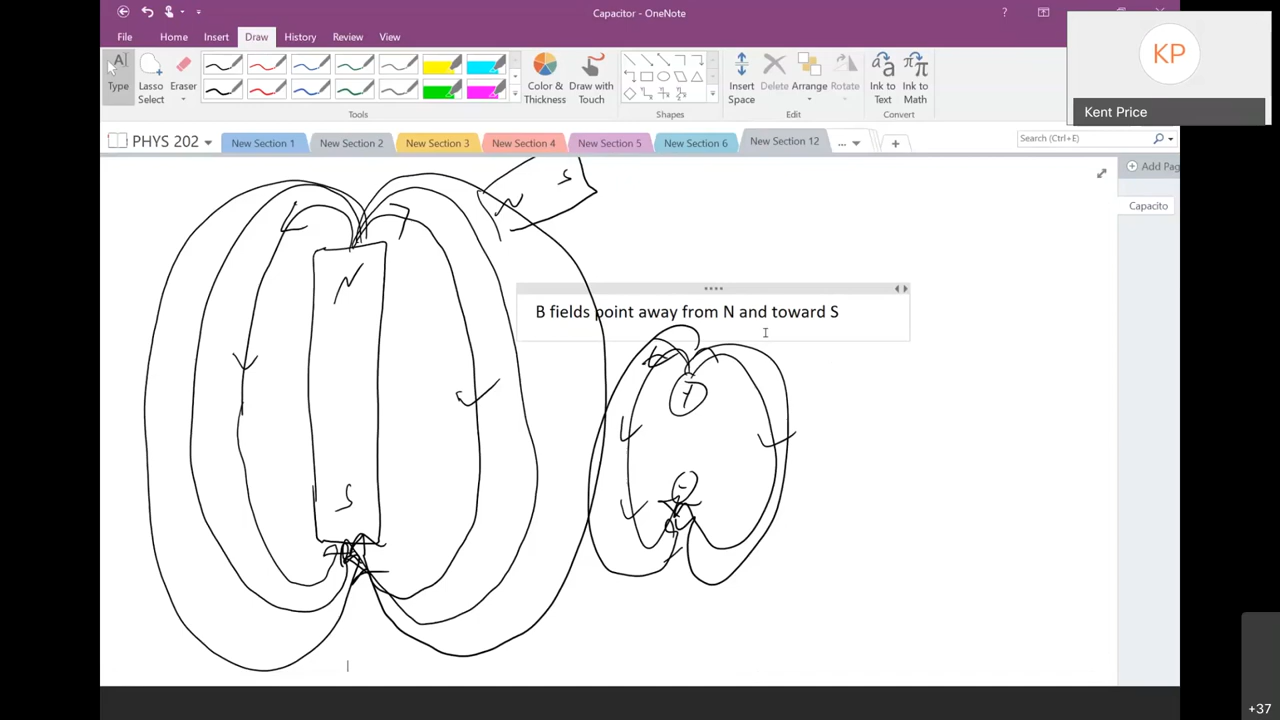 Capacitor - OneNote
?
KP
Kent Price
File Home Insert Draw History Review View
Type
Lasso Select
Eraser
Color & Thickness
Draw with Touch
Insert Space
Delete
Arrange
Rotate
Ink to Text
Ink to Math
Tools
Shapes
Edit
Convert
PHYS 202
New Section 1
New Section 2
New Section 3
New Section 4
New Section 5
New Section 6
New Section 12
...
Search (Ctrl+E)
Add Pag
Capacito
N S
N
B fields point away from N and toward S
+
-
S
+37